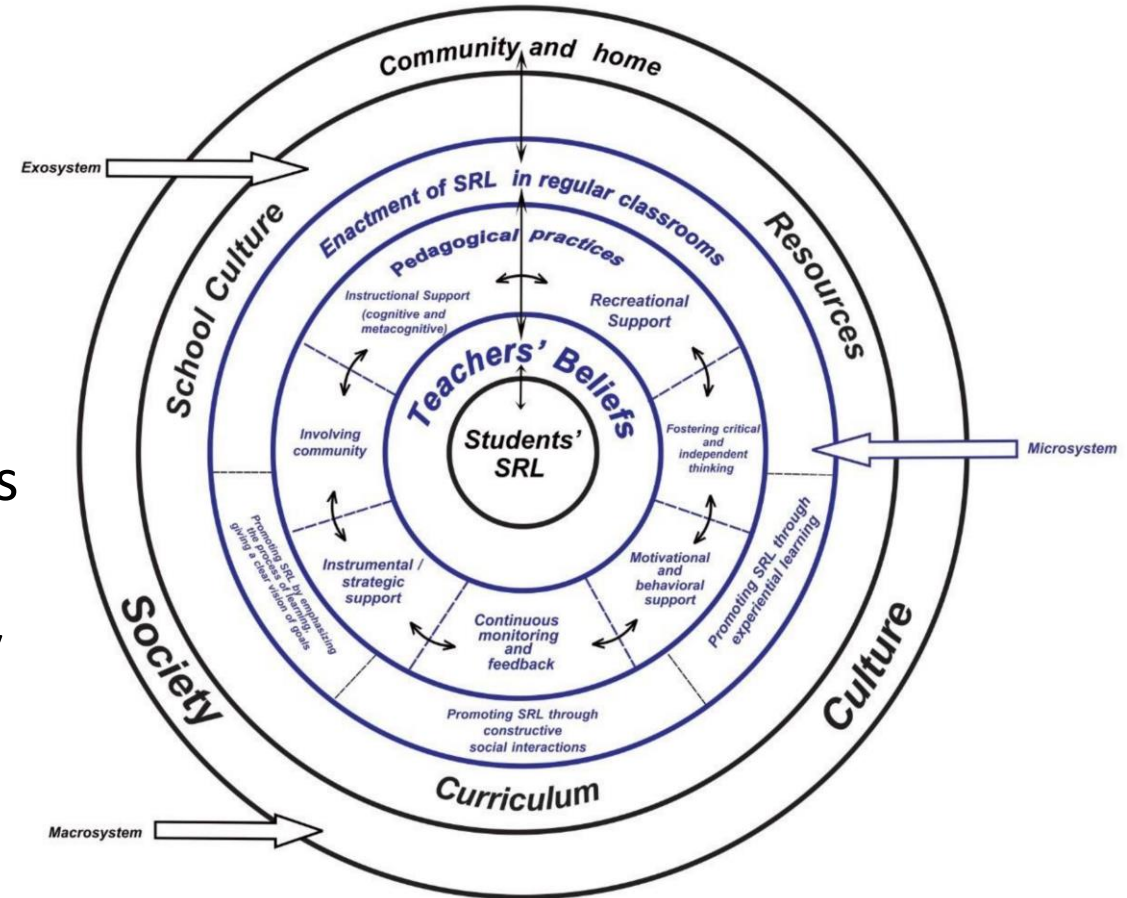 Community and home
Exosystem
Enactment of SRL in regular classrooms
School Culture
Resources
Pedagogical practices
Instructional Support
(cognitive and
metacognitive)
Recreational
Support
Teachers' Beliefs
Students'
SRL
Involving
community
Fostering critical
and
independent
thinking
Microsystem
s
Instrumental /
strategic
support
Motivational
and
behavioral
support
Continuous
monitoring
and
feedback
Promoting SRL by emphasizing
the process of learning,
giving a clear vision of goals
Promoting SRL through
experiential learning
Promoting SRL through
constructive
social interactions
Society
Culture
Curriculum
Macrosystem